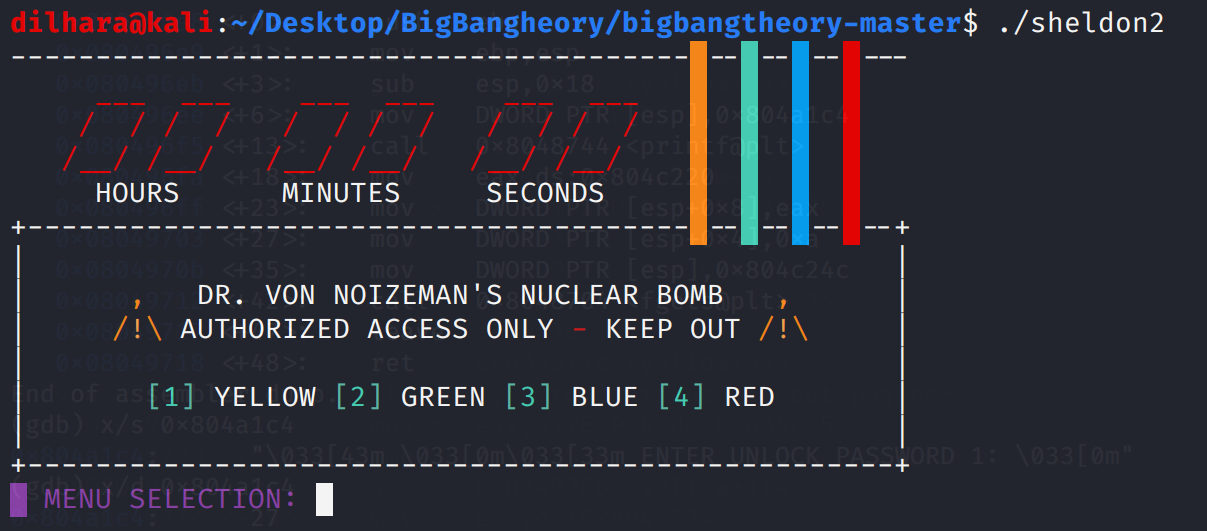 dilhara@kali:~/Desktop/BigBangheory/bigbangtheory-master$ ./sheldon2
HOURS MINUTES SECONDS
DR. VON NOIZEMAN'S NUCLEAR BOMB
/!\ AUTHORIZED ACCESS ONLY - KEEP OUT /!\
[1] YELLOW [2] GREEN [3] BLUE [4] RED
MENU SELECTION: